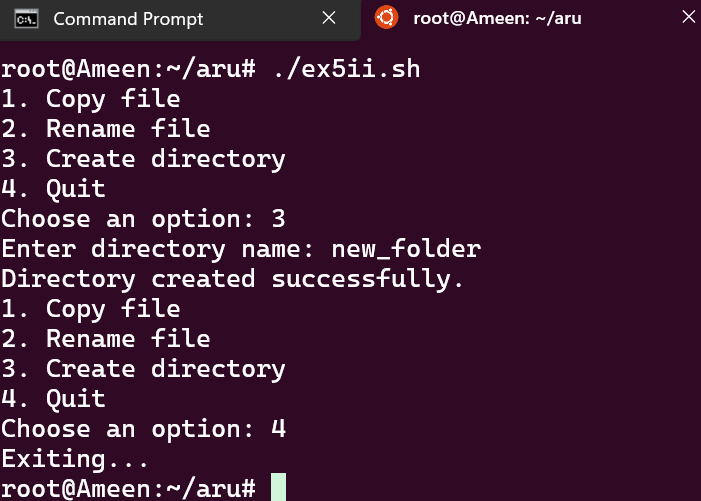 Command Prompt
root@Ameen: ~/aru
root@Ameen:~/aru# ./ex5ii.sh
1. Copy file
2. Rename file
3. Create directory
4. Quit
Choose an option: 3
Enter directory name: new_folder
Directory created successfully.
1. Copy file
2. Rename file
3. Create directory
4. Quit
Choose an option: 4
Exiting...
root@Ameen:~/aru#